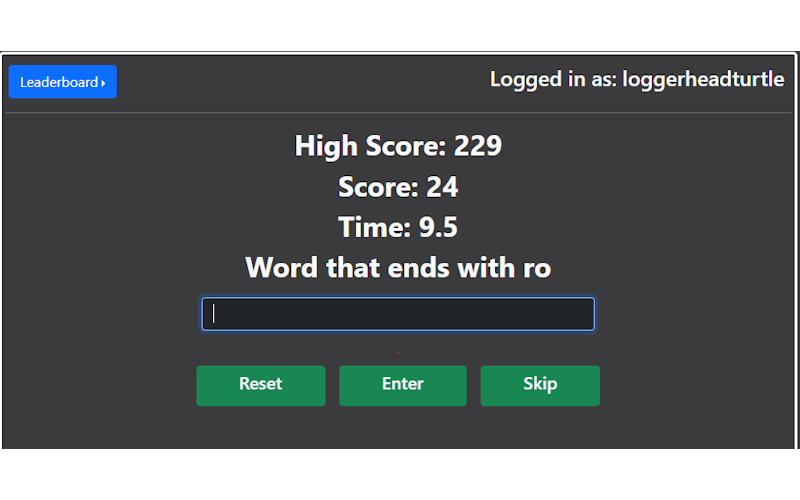 Leaderboard
Logged in as: loggerheadturtle
High Score: 229
Score: 24
Time: 9.5
Word that ends with ro
Reset
Enter
Skip